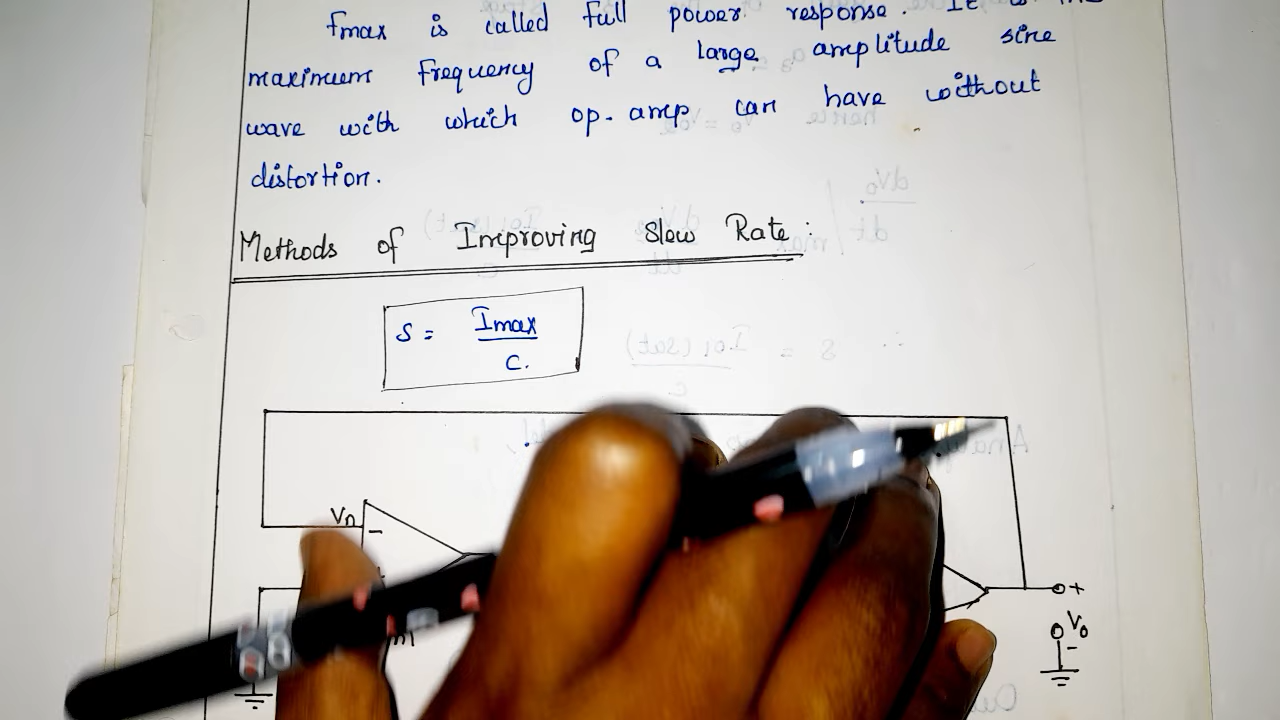 fmax is called full power response. It is the
maximum frequency of a large amplitude sine
wave with which op.amp can have without
distortion.
Methods of Improving Slew Rate :
S = Imax
C.
Vn
-
+
Vo
-